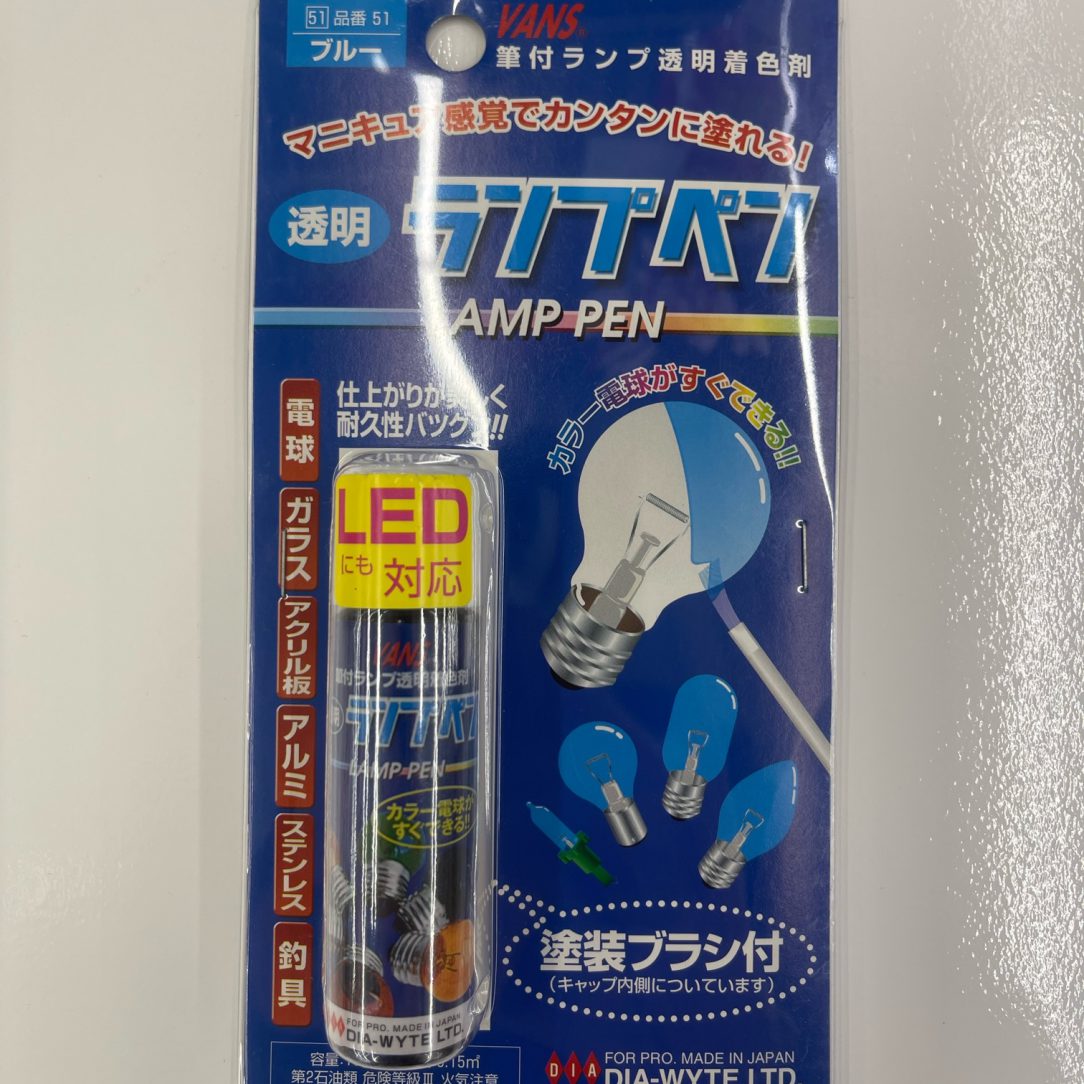 51 品番 51
ブルー
VANS®
筆付ランプ透明着色剤
マニキュア感覚でカンタンに塗れる!
透明
ランプペン
AMP PEN
仕上がりが
く
耐久性バツグン!!
カラー電球がすぐできる!!
電球
ガラス
アクリル板
アルミ
ステンレス
釣具
LED
にも対応
VANS
筆付ランプ透明着色剤
ランプペン
LAMP PEN
カラー電球が
すぐできる!!
FOR PRO. MADE IN JAPAN
DIA-WYTE LTD.
塗装ブラシ付
(キャップ内側についています)
容量:
0.15㎡
第2石油類 危険等級Ⅲ 火気注意
DIA
FOR PRO. MADE IN JAPAN
DIA-WYTE LTD.